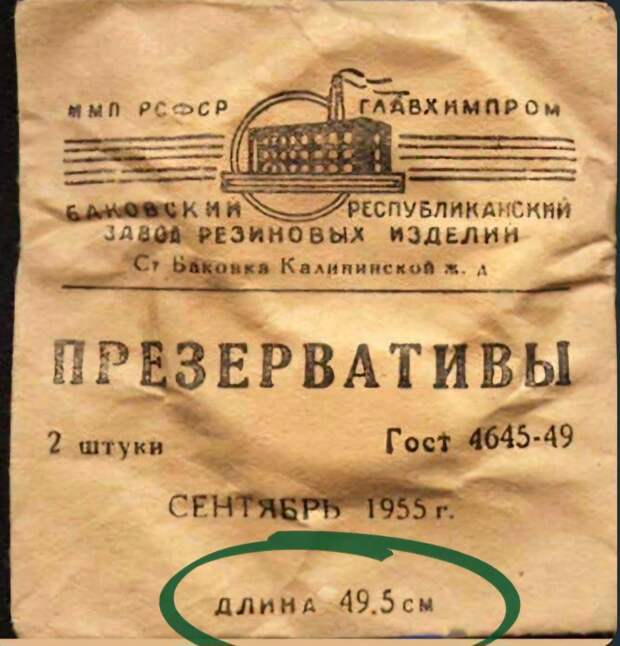 ММП РСФСР ГЛАВХИМПРОМ
БАКОВСКИЙ РЕСПУБЛИКАНСКИЙ
ЗАВОД РЕЗИНОВЫХ ИЗДЕЛИЙ
Ст Баковка Калининской ж. д
ПРЕЗЕРВАТИВЫ
2 штуки Гост 4645-49
СЕНТЯБРЬ 1955 г.
ДЛИНА 49.5 см